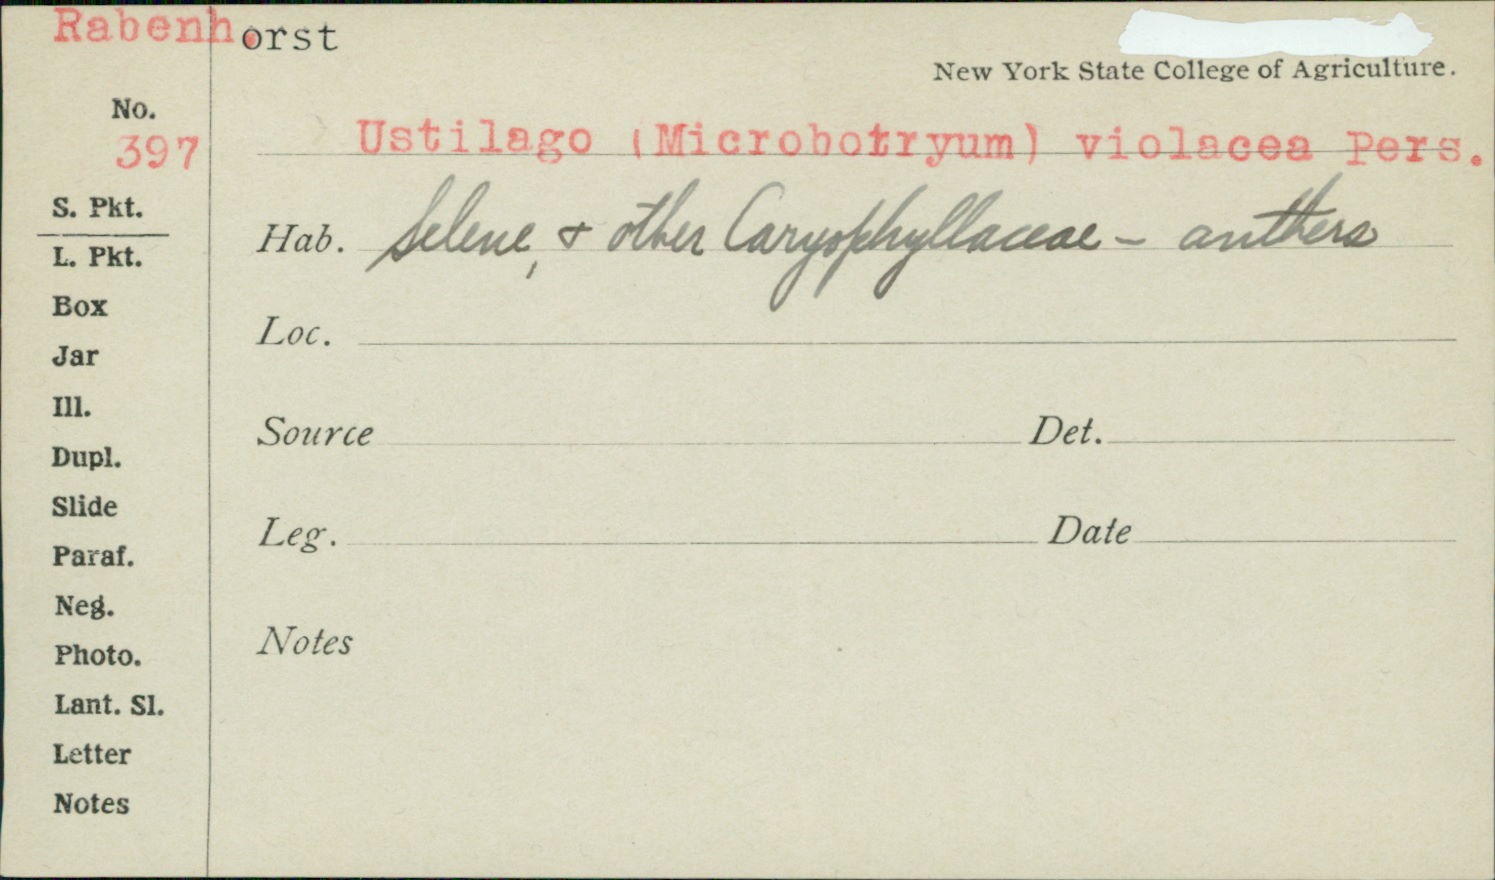 Rabenhorst
New York State College of Agriculture.
No.
397
Ustilago (Microbotryum) violacea Pers.
S. Pkt.
L. Pkt.
Box
Jar
Ill.
Dupl.
Slide
Paraf.
Neg.
Photo.
Lant. Sl.
Letter
Notes
Hab. Selene, & other Caryophyllaceae - anthers
Loc.
Source Det.
Leg. Date
Notes